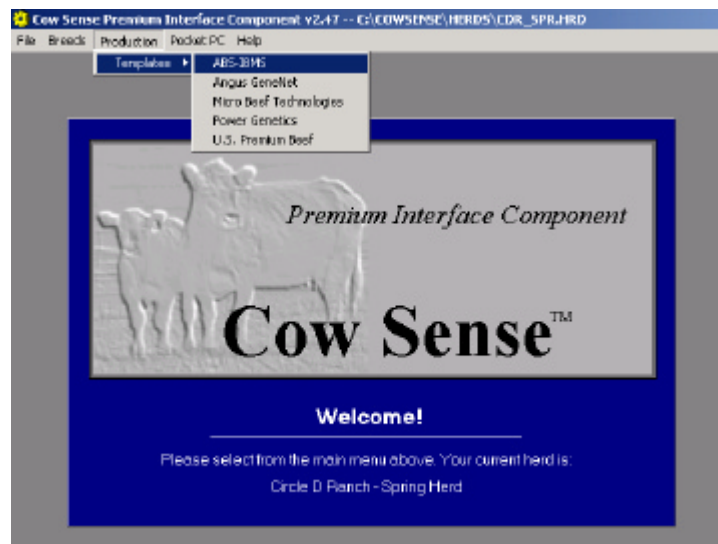 Cow Sense Premium Interface Component v2.47 -- C:\COWSENSE\HERDS\CDR_SPR.HRD
File Breeds Production Pocket PC Help
Templates ABS-IBMS
Angus GeneNet
Micro Beef Technologies
Power Genetics
U.S. Premium Beef
Premium Interface Component
Cow Sense™
Welcome!
Please select from the main menu above. Your current herd is:
Circle D Ranch - Spring Herd